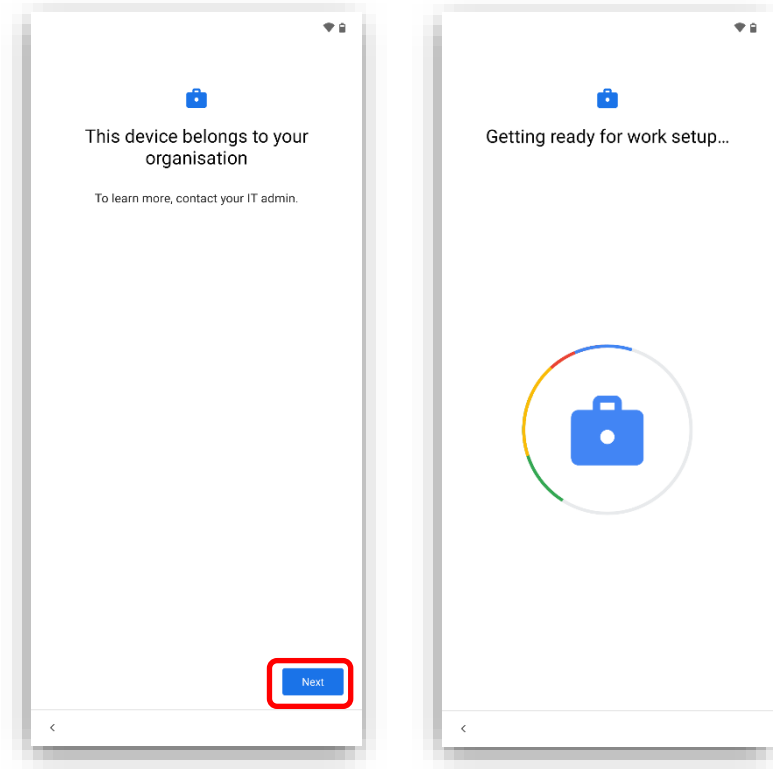 This device belongs to your
organisation
To learn more, contact your IT admin.
Next
Getting ready for work setup...